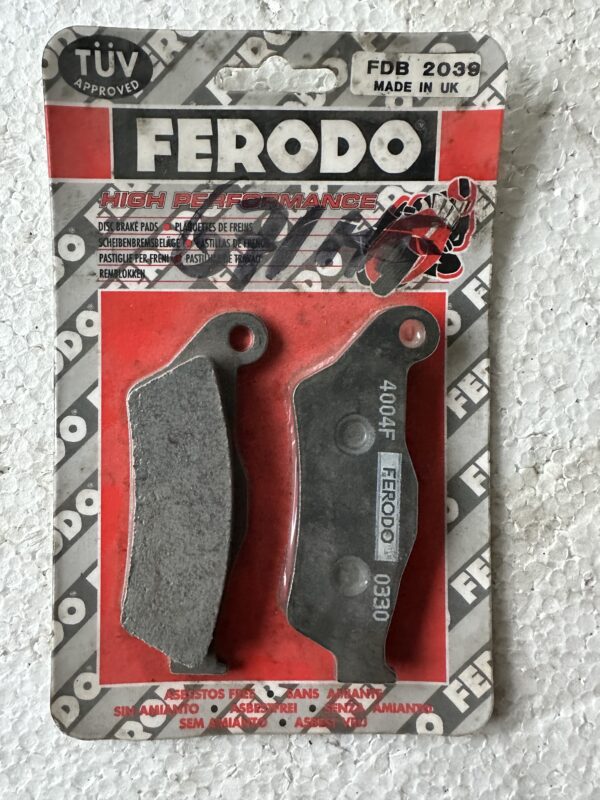 TÜV
APPROVED
FDB 2039
MADE IN UK
FERODO
HIGH PERFORMANCE
DISC BRAKE PADS • PLAQUETTES DE FREINS
SCHEIBENBREMSBELÄGE • PASTILLAS DE FRENOS
PASTIGLIE PER FRENI • PASTILHAS DE TRAVAO
REMBLOKKEN
4004F
FERODO
0330
ASBESTOS FREE • SANS AMIANTE
SIN AMIANTO • ASBESTFREI • SENZA AMIANTO
SEM AMIANTO • ASBEST VRIJ